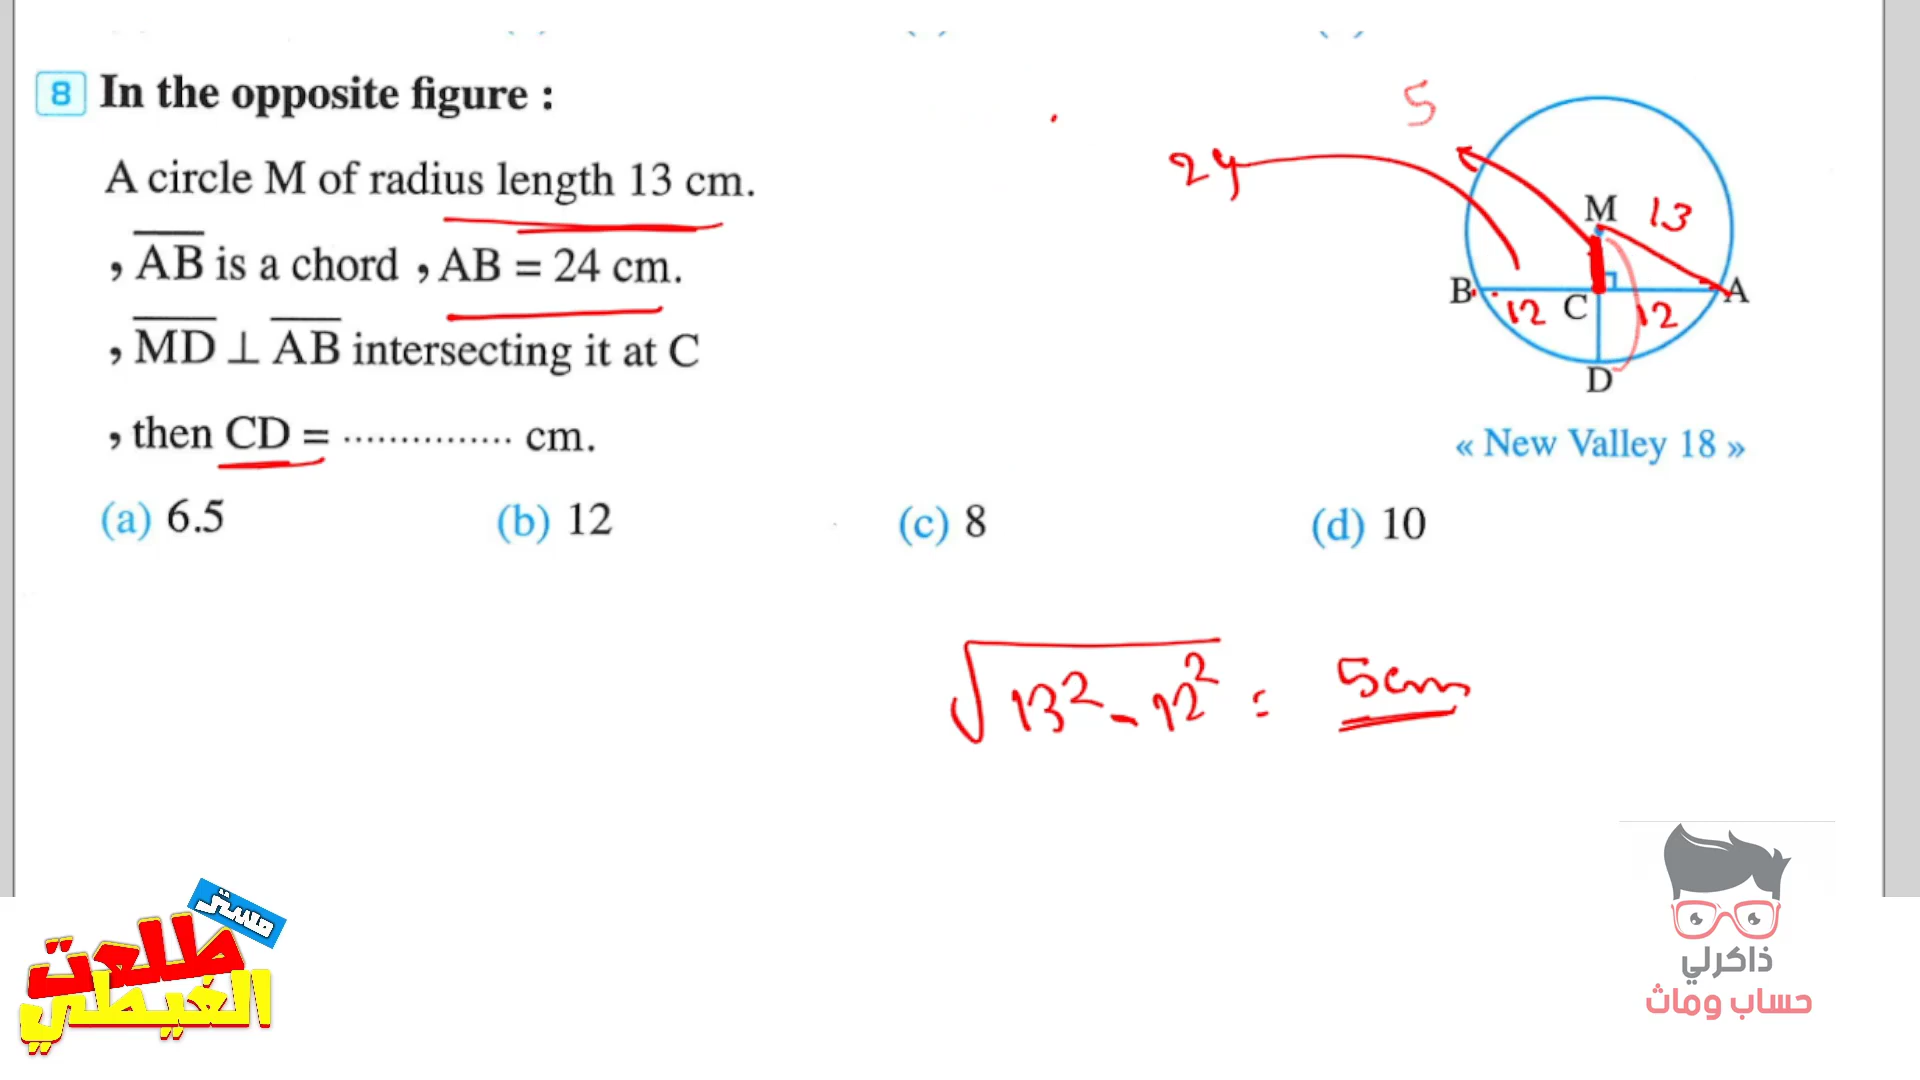 8 In the opposite figure :
A circle M of radius length 13 cm.
, AB is a chord , AB = 24 cm.
, MD ⊥ AB intersecting it at C
, then CD = ............... cm.
(a) 6.5 (b) 12 (c) 8 (d) 10
5
24
M 13
B 12 C 12 A
D
« New Valley 18 »
√13² - 12² = 5cm
مستر
طلعت
الغيطي
ذاكرلي
حساب وماث